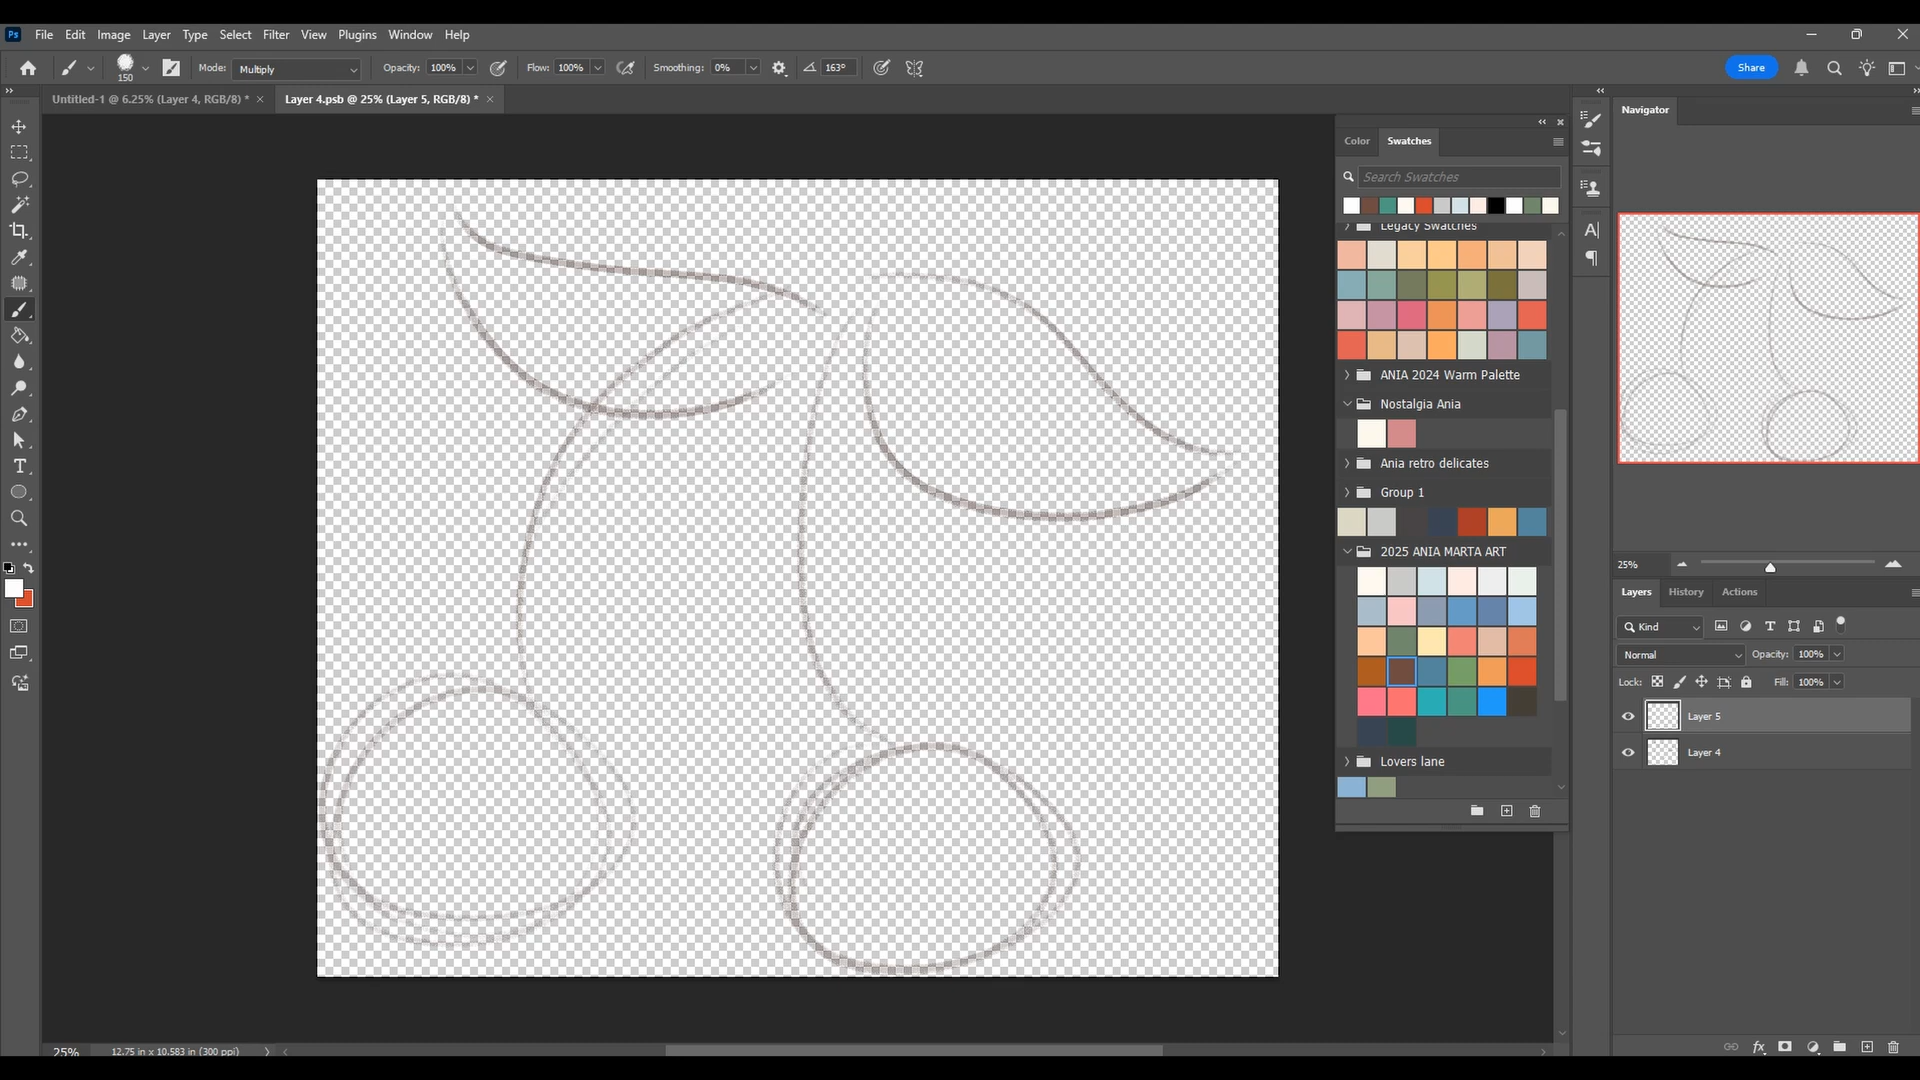 Ps File Edit Image Layer Type Select Filter View Plugins Window Help
150 Mode: Multiply Opacity: 100% Flow: 100% Smoothing: 0% 163° Share
Untitled-1 @ 6.25% (Layer 4, RGB/8) * Layer 4.psb @ 25% (Layer 5, RGB/8) *
Navigator
Color Swatches
Search Swatches
Legacy Swatches
ANIA 2024 Warm Palette
Nostalgia Ania
Ania retro delicates
Group 1
2025 ANIA MARTA ART
Lovers lane
25%
Layers History Actions
Kind
Normal Opacity: 100%
Lock: Fill: 100%
Layer 5
Layer 4
25% 12.75 in x 10.583 in (300 ppi)